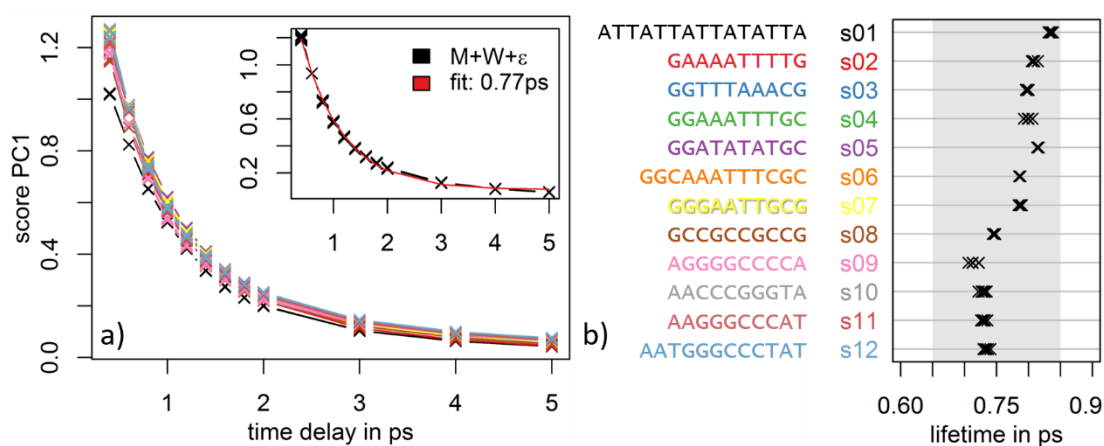 score PC1
0.0
0.4
0.8
1.2
1 2 3 4 5
time delay in ps
a)
0.2
0.6
1.0
1 2 3 4 5
M+W+ε
fit: 0.77ps
b)
ATTATTATTATATTA s01
GAAAATTTTG s02
GGTTTAAACG s03
GGAAATTTGC s04
GGATATATGC s05
GGCAAATTTCGC s06
GGGAATTGCG s07
GCCGCCGCCG s08
AGGGGCCCCA s09
AACCCGGGTA s10
AAGGGCCCAT s11
AATGGGCCCTAT s12
0.60 0.75 0.9
lifetime in ps